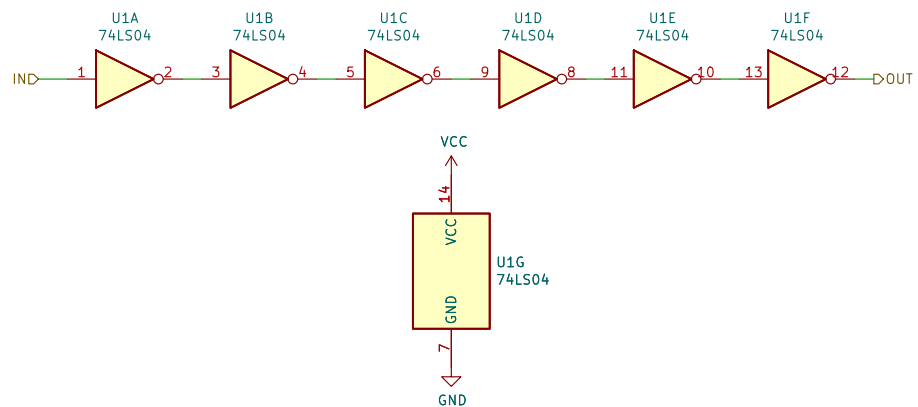 U1A U1B U1C U1D U1E U1F
74LS04 74LS04 74LS04 74LS04 74LS04 74LS04
IN 1 2 3 4 5 6 9 8 11 10 13 12 OUT
VCC
14
VCC
U1G
74LS04
GND
7
GND